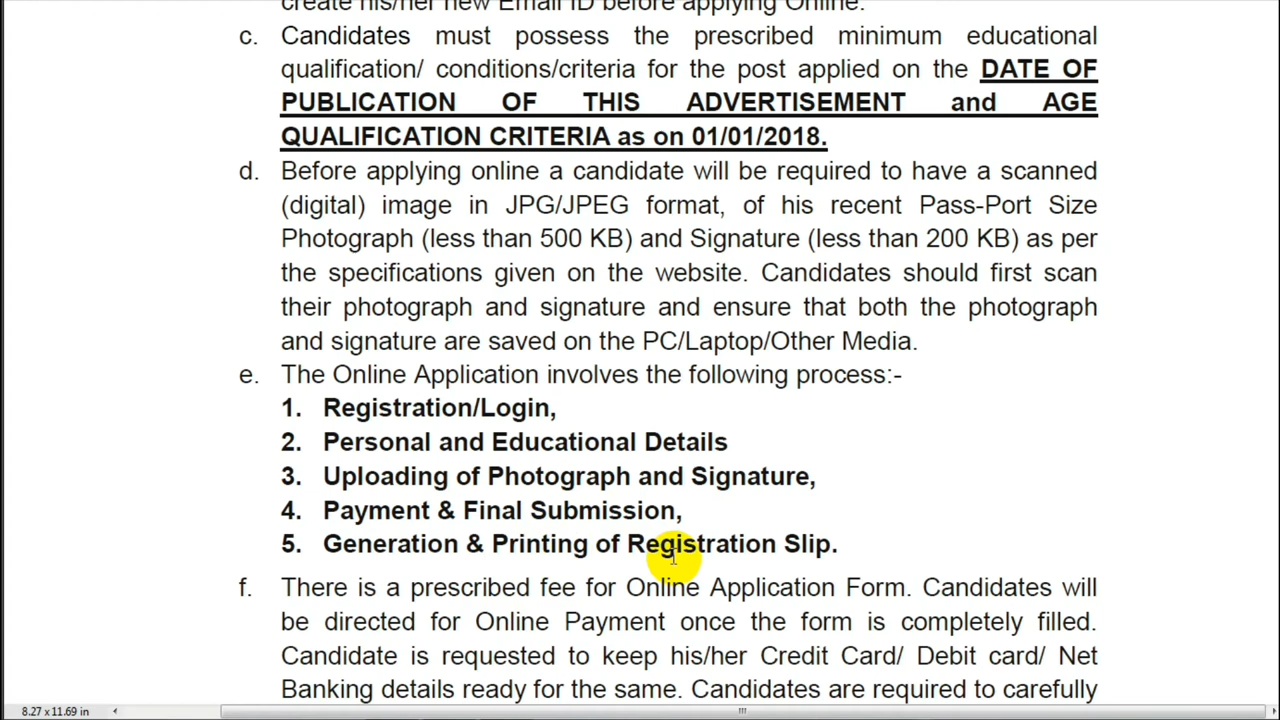 create his/her new Email ID before applying Online.
c. Candidates must possess the prescribed minimum educational
qualification/ conditions/criteria for the post applied on the DATE OF
PUBLICATION OF THIS ADVERTISEMENT and AGE
QUALIFICATION CRITERIA as on 01/01/2018.
d. Before applying online a candidate will be required to have a scanned
(digital) image in JPG/JPEG format, of his recent Pass-Port Size
Photograph (less than 500 KB) and Signature (less than 200 KB) as per
the specifications given on the website. Candidates should first scan
their photograph and signature and ensure that both the photograph
and signature are saved on the PC/Laptop/Other Media.
e. The Online Application involves the following process:-
1. Registration/Login,
2. Personal and Educational Details
3. Uploading of Photograph and Signature,
4. Payment & Final Submission,
5. Generation & Printing of Registration Slip.
f. There is a prescribed fee for Online Application Form. Candidates will
be directed for Online Payment once the form is completely filled.
Candidate is requested to keep his/her Credit Card/ Debit card/ Net
Banking details ready for the same. Candidates are required to carefully
8.27 x 11.69 in